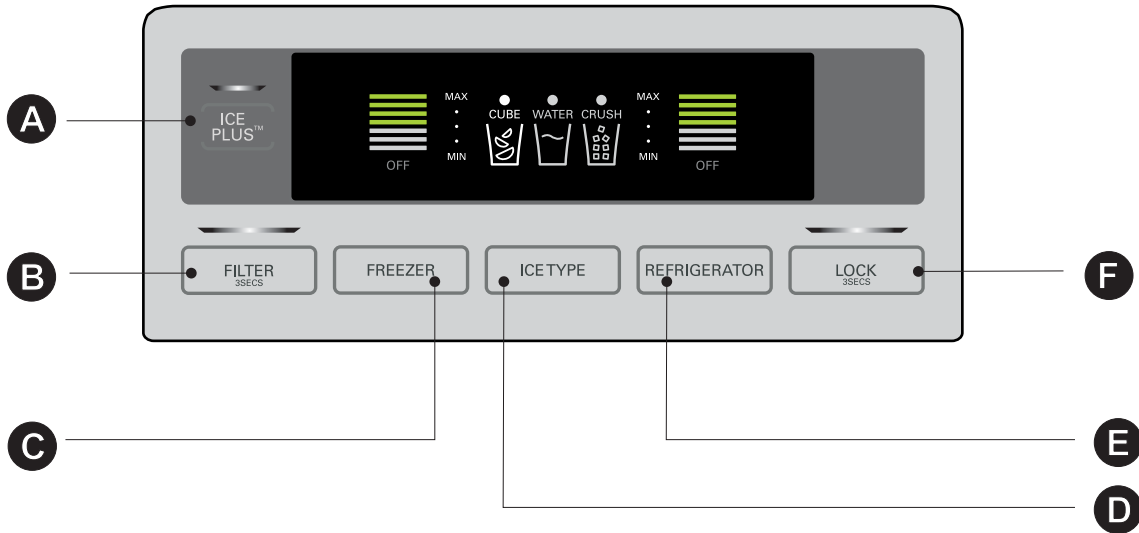 A
ICE
PLUS™
MAX
MIN
OFF
CUBE WATER CRUSH
MAX
MIN
OFF
B
FILTER
3SECS
FREEZER
ICE TYPE
REFRIGERATOR
LOCK
3SECS
F
C
E
D